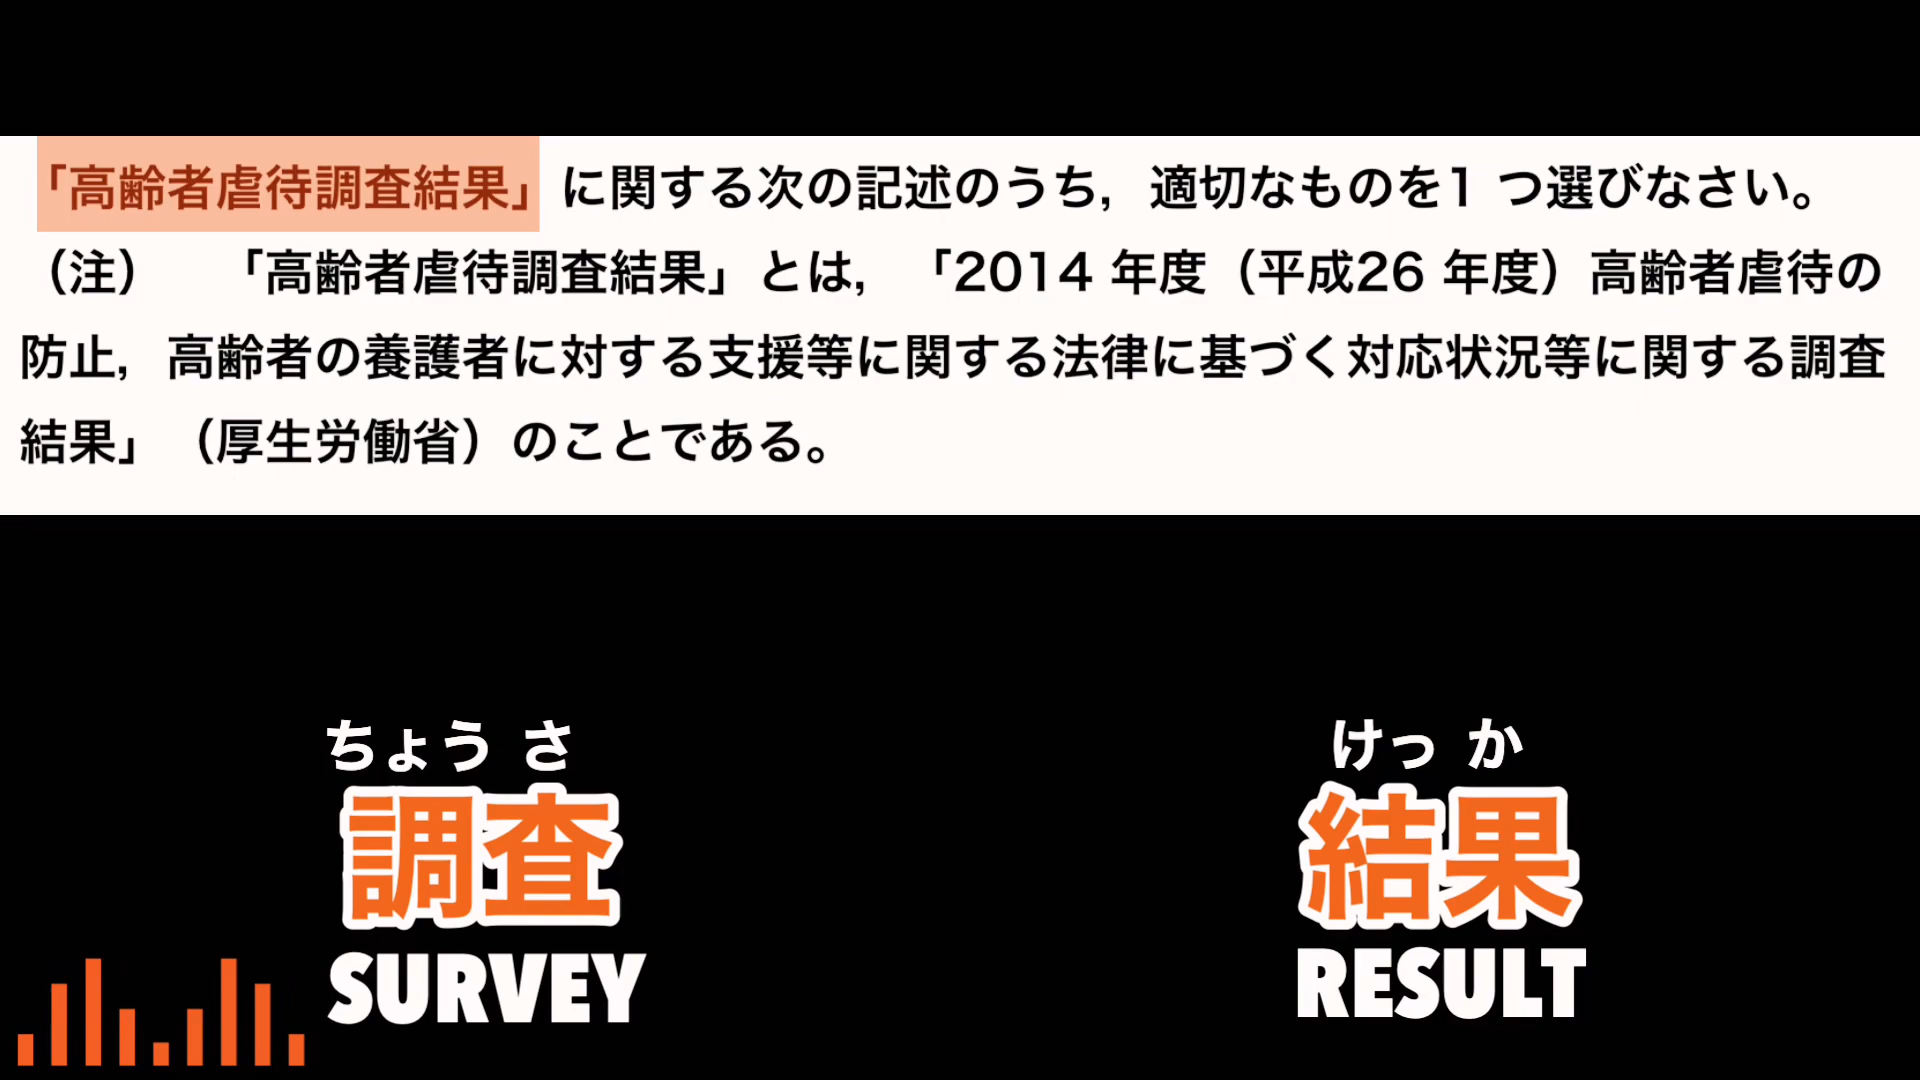 「高齢者虐待調査結果」に関する次の記述のうち，適切なものを1 つ選びなさい。
（注）　「高齢者虐待調査結果」とは，「2014 年度（平成26 年度）高齢者虐待の
防止，高齢者の養護者に対する支援等に関する法律に基づく対応状況等に関する調査
結果」（厚生労働省）のことである。
ちょう さ
調査
SURVEY
けっ か
結果
RESULT